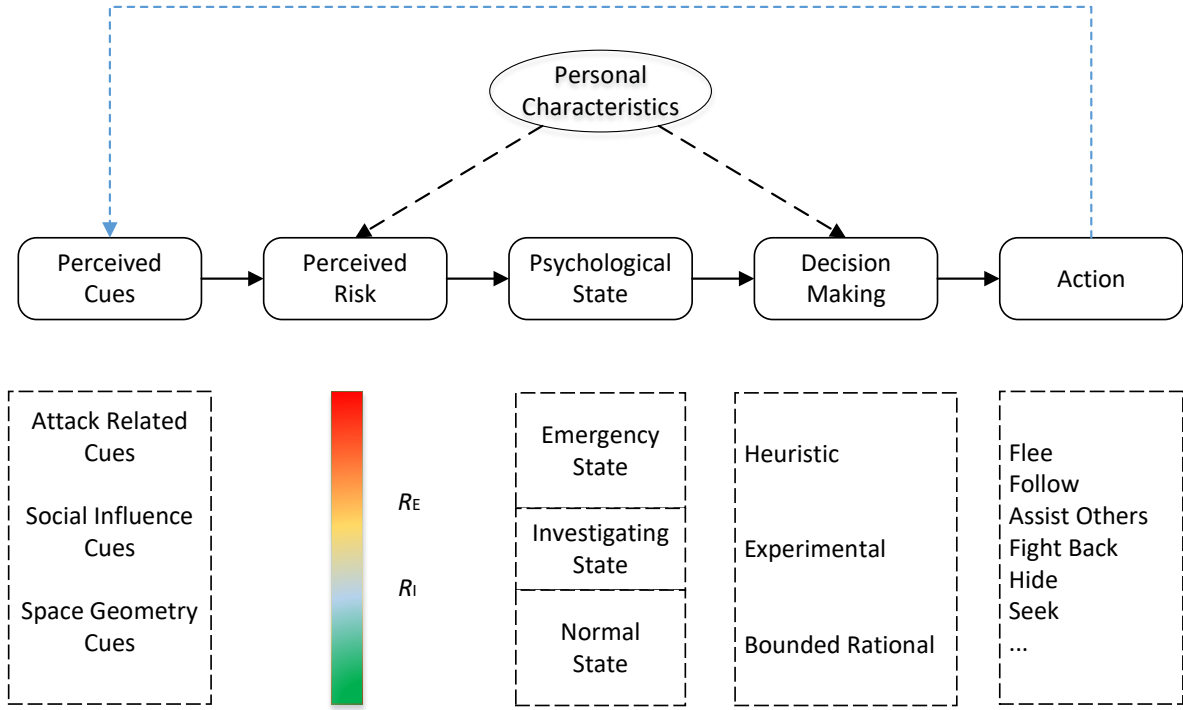 Personal
Characteristics
Perceived
Cues
Perceived
Risk
Psychological
State
Decision
Making
Action
Attack Related
Cues
Social Influence
Cues
Space Geometry
Cues
RE
RI
Emergency
State
Investigating
State
Normal
State
Heuristic
Experimental
Bounded Rational
Flee
Follow
Assist Others
Fight Back
Hide
Seek
...